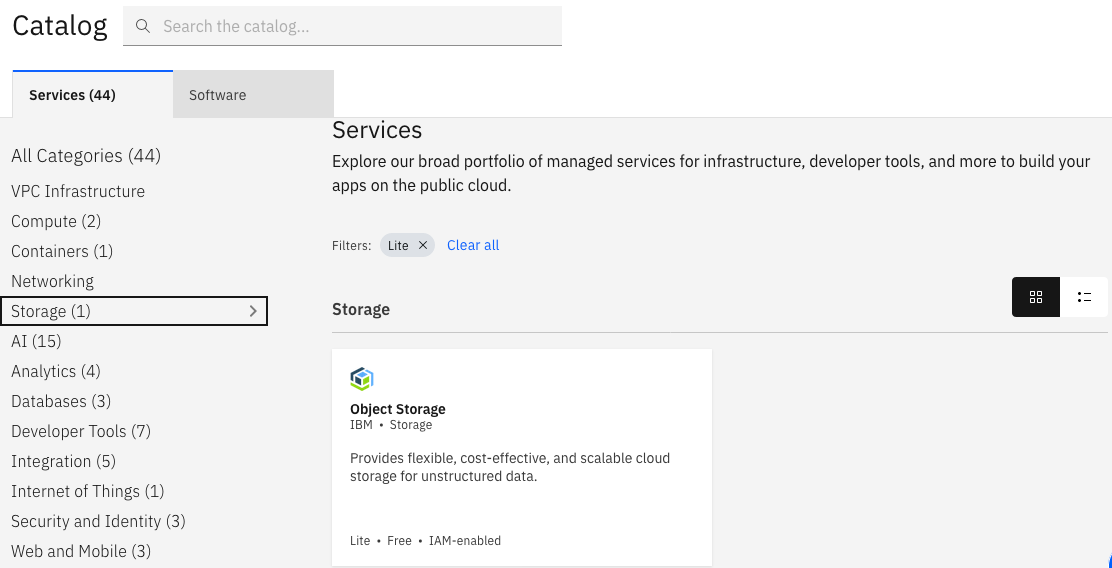 Catalog
Search the catalog...
Services (44)
Software
All Categories (44)
VPC Infrastructure
Compute (2)
Containers (1)
Networking
Storage (1)
AI (15)
Analytics (4)
Databases (3)
Developer Tools (7)
Integration (5)
Internet of Things (1)
Security and Identity (3)
Web and Mobile (3)
Services
Explore our broad portfolio of managed services for infrastructure, developer tools, and more to build your
apps on the public cloud.
Filters: Lite Clear all
Storage
Object Storage
IBM • Storage
Provides flexible, cost-effective, and scalable cloud
storage for unstructured data.
Lite • Free • IAM-enabled